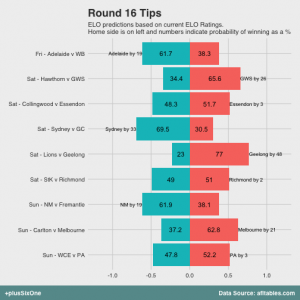 Round 16 Tips
ELO predictions based on current ELO Ratings.
Home side is on left and numbers indicate probability of winning as a %
Fri - Adelaide v WB Adelaide by 19 61.7 38.3
Sat - Hawthorn v GWS 34.4 65.6 GWS by 26
Sat - Collingwood v Essendon 48.3 51.7 Essendon by 3
Sat - Sydney v GC Sydney by 33 69.5 30.5
Sat - Lions v Geelong 23 77 Geelong by 48
Sat - StK v Richmond 49 51 Richmond by 2
Sun - NM v Fremantle NM by 19 61.9 38.1
Sun - Carlton v Melbourne 37.2 62.8 Melbourne by 21
Sun - WCE v PA 47.8 52.2 PA by 3
-1.0 -0.5 0.0 0.5 1.0
+plusSixOne Data Source: afltables.com